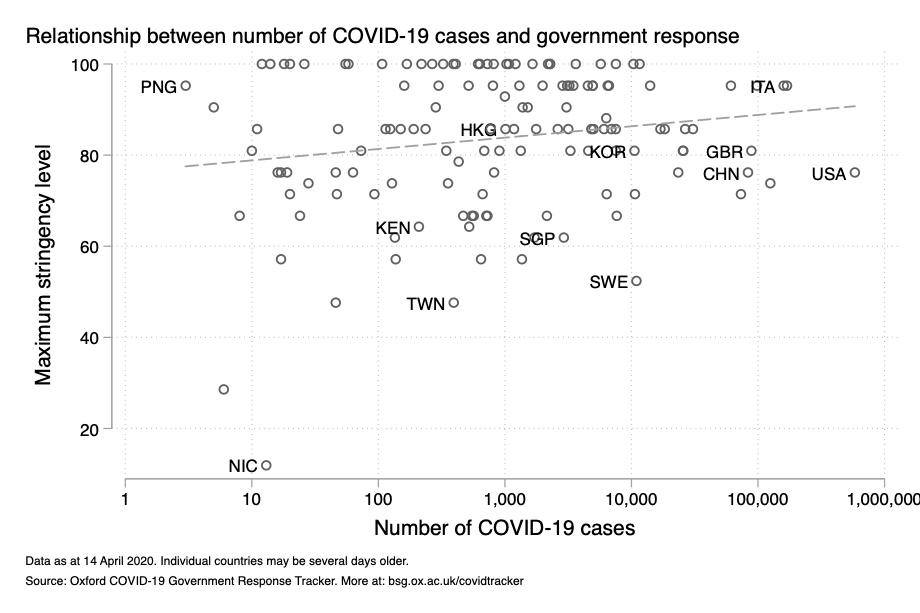 Relationship between number of COVID-19 cases and government response
Maximum stringency level
100
80
60
40
20
PNG
ITA
HKG
KOR
GBR
CHN
USA
KEN
SGP
SWE
TWN
NIC
1
10
100
1,000
10,000
100,000
1,000,000
Number of COVID-19 cases
Data as at 14 April 2020. Individual countries may be several days older.
Source: Oxford COVID-19 Government Response Tracker. More at: bsg.ox.ac.uk/covidtracker